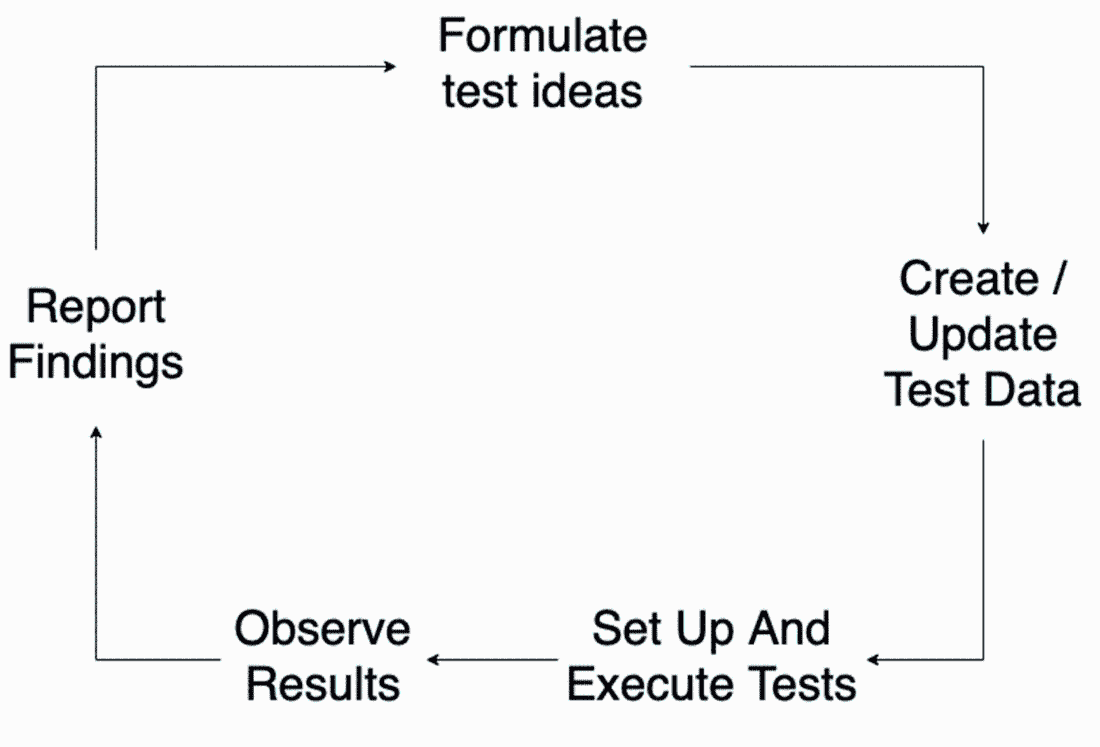 Formulate
test ideas
Create /
Update
Test Data
Set Up And
Execute Tests
Observe
Results
Report
Findings